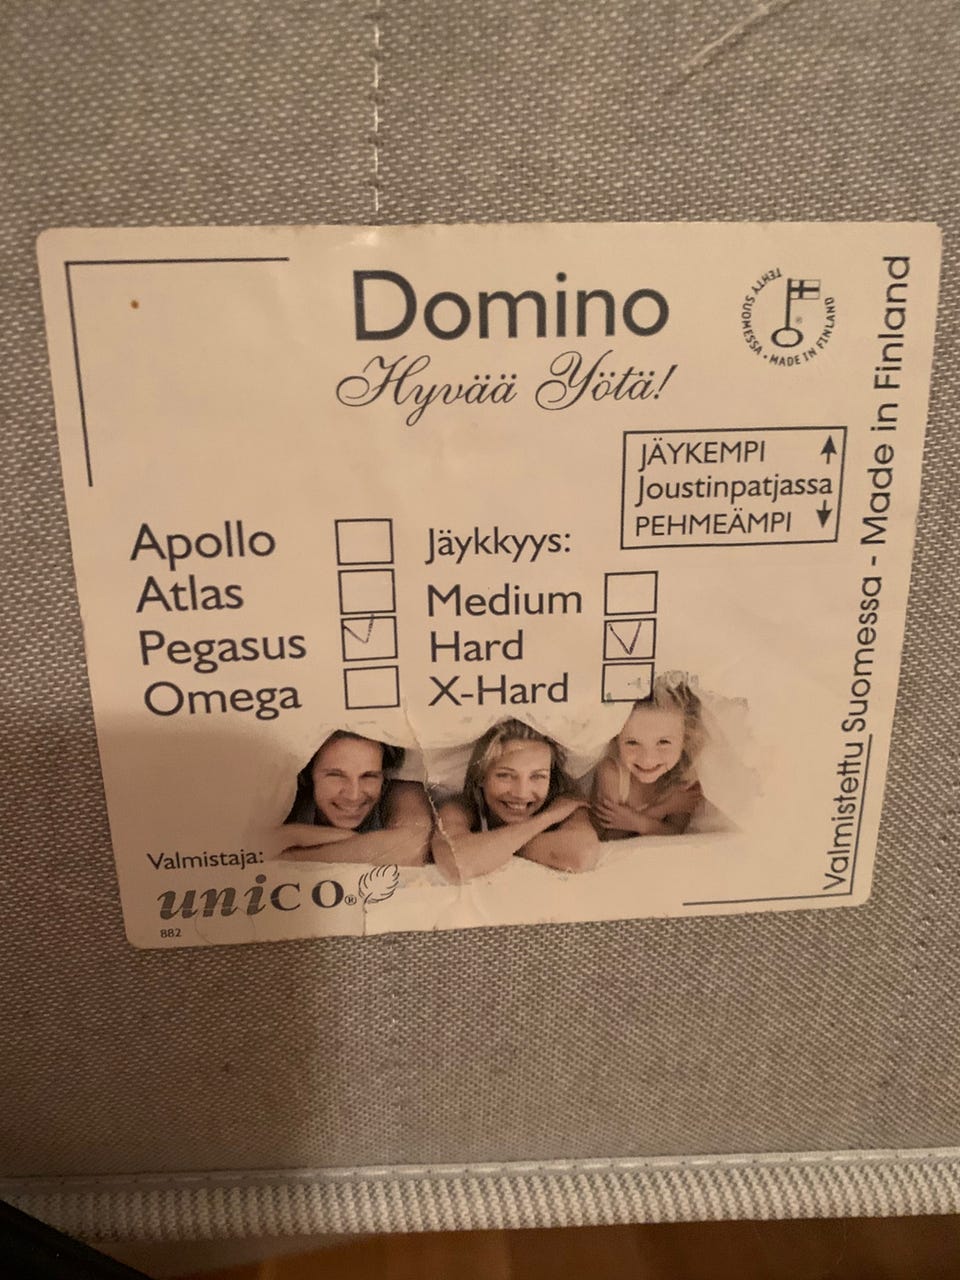 Domino
Hyvää Yötä!
TEHTY SUOMESSA • MADE IN FINLAND
®
JÄYKEMPI
Joustinpatjassa
PEHMEÄMPI
Apollo
Atlas
Pegasus
Omega
Jäykkyys:
Medium
Hard
X-Hard
Valmistaja:
unico®
882
Valmistettu Suomessa - Made in Finland